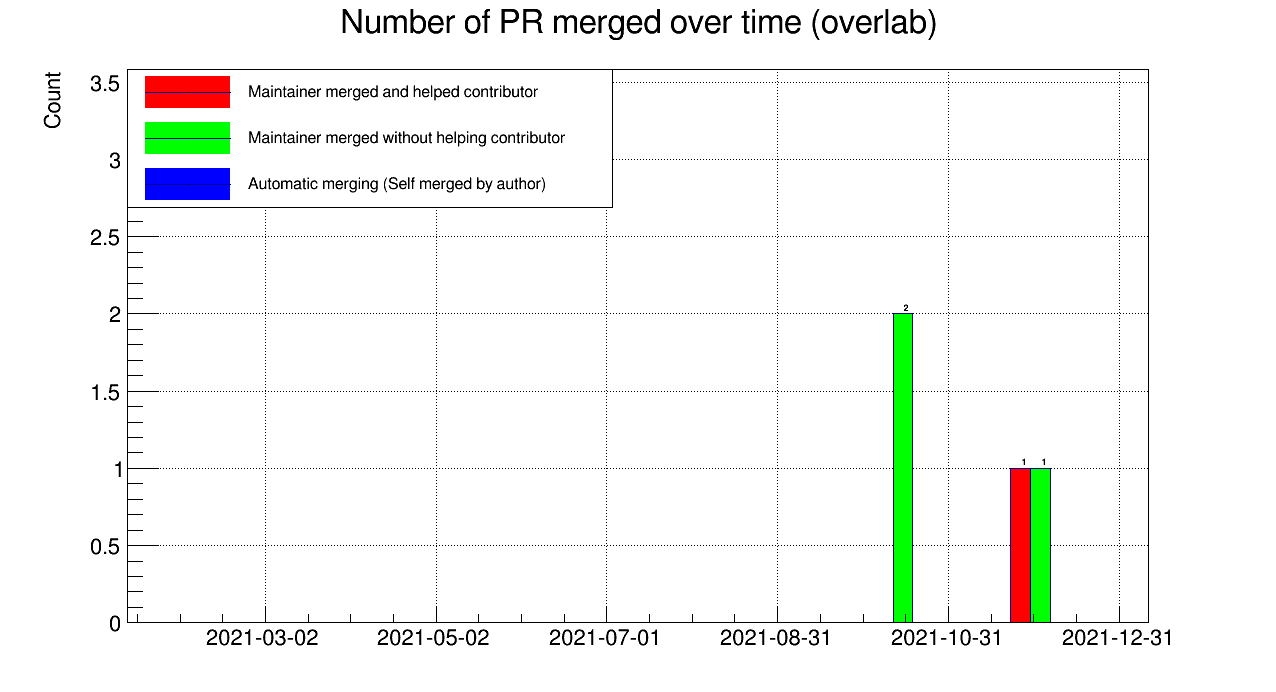 Number of PR merged over time (overlab)
Count
Maintainer merged and helped contributor
Maintainer merged without helping contributor
Automatic merging (Self merged by author)
3.5
3
2.5
2
1.5
1
0.5
0
2
1 1
2021-03-02 2021-05-02 2021-07-01 2021-08-31 2021-10-31 2021-12-31